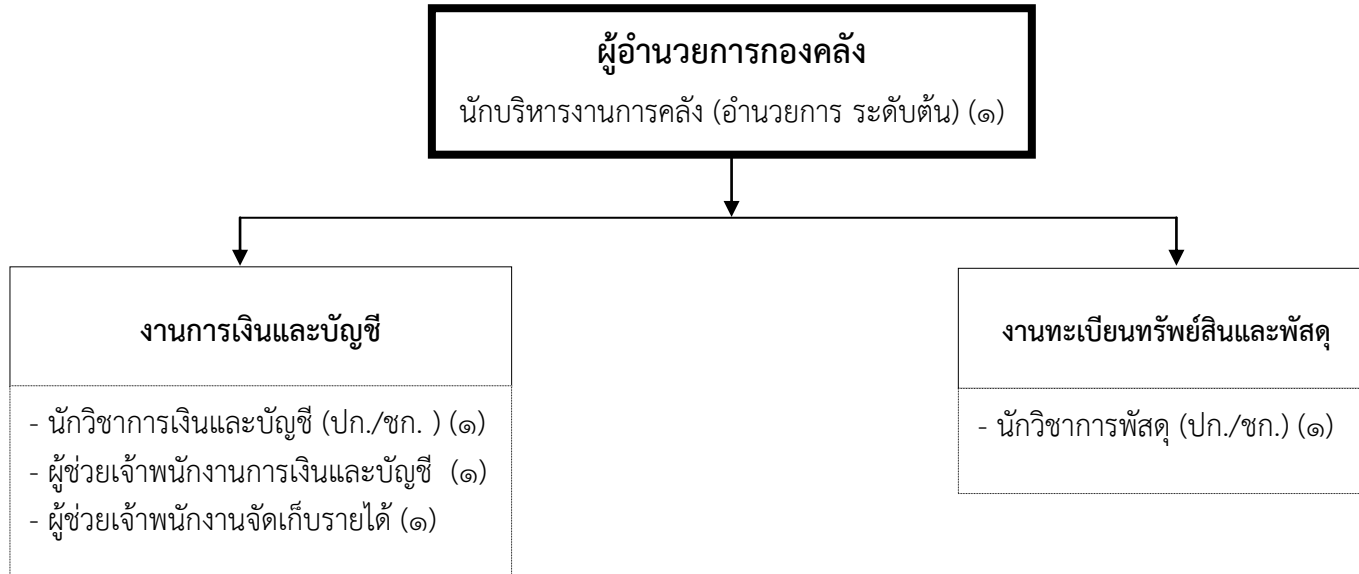 ผู้อำนวยการกองคลัง
นักบริหารงานการคลัง (อำนวยการ ระดับต้น) (๑)
งานการเงินและบัญชี
- นักวิชาการเงินและบัญชี (ปก./ชก. ) (๑)
- ผู้ช่วยเจ้าพนักงานการเงินและบัญชี (๑)
- ผู้ช่วยเจ้าพนักงานจัดเก็บรายได้ (๑)
งานทะเบียนทรัพย์สินและพัสดุ
- นักวิชาการพัสดุ (ปก./ชก.) (๑)